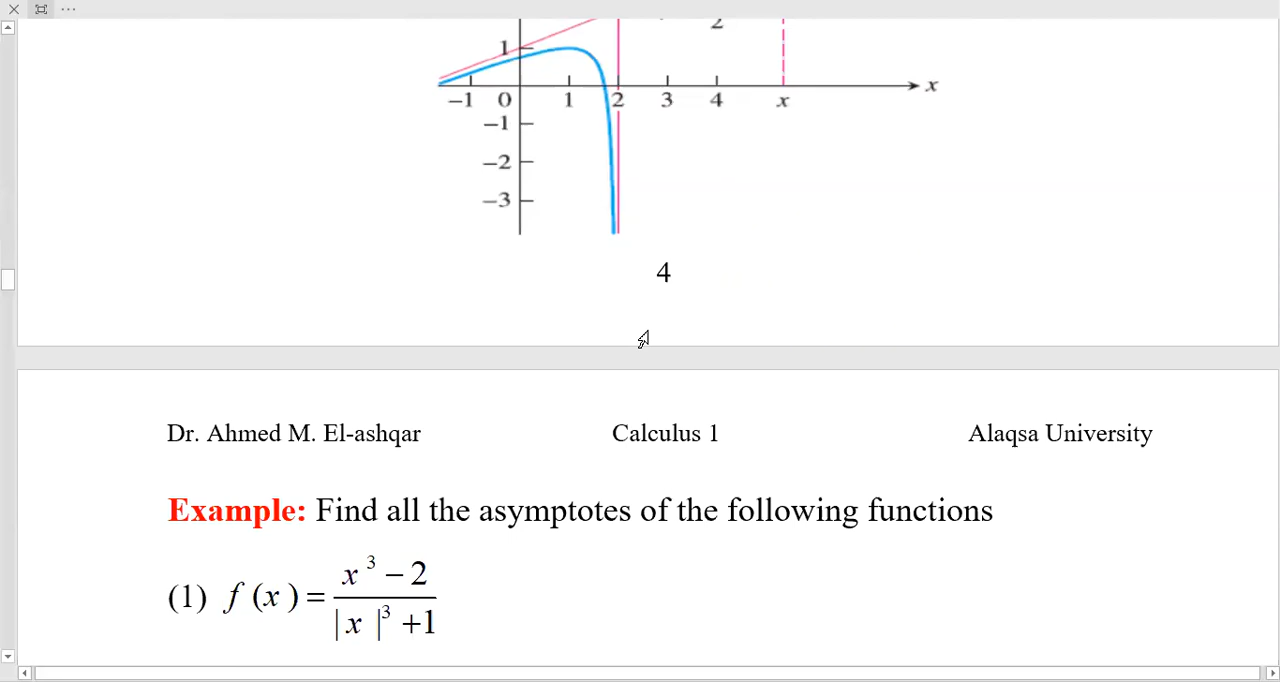 2
1
x
−1 0 1 2 3 4 x
−1
−2
−3
4
Dr. Ahmed M. El-ashqar Calculus 1 Alaqsa University
Example: Find all the asymptotes of the following functions
(1) f (x) = (x³ − 2) / (|x|³ + 1)